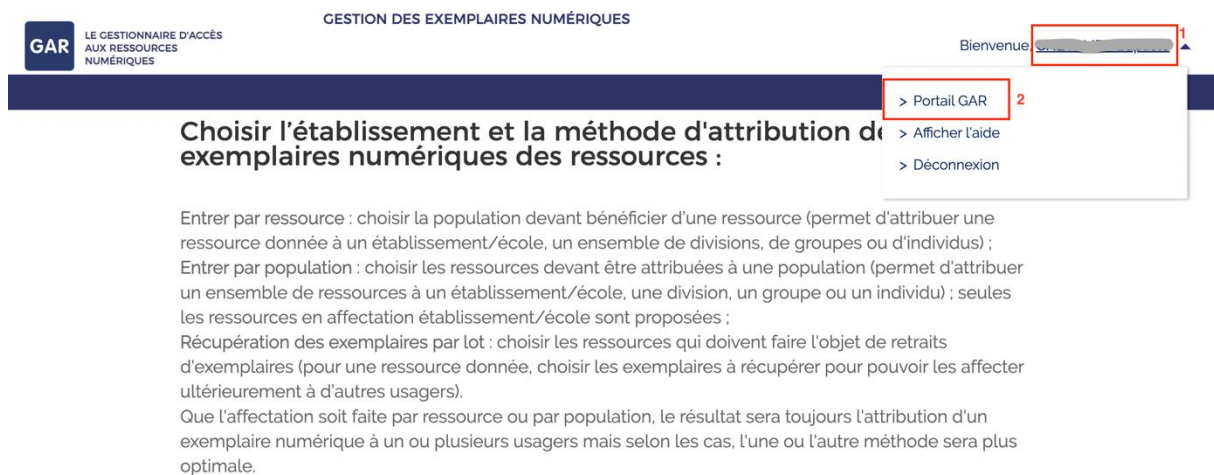 GESTION DES EXEMPLAIRES NUMÉRIQUES
GAR
LE GESTIONNAIRE D'ACCÈS
AUX RESSOURCES
NUMÉRIQUES
Bienvenue,
1
> Portail GAR
2
> Afficher l'aide
> Déconnexion
Choisir l'établissement et la méthode d'attribution de
exemplaires numériques des ressources :
Entrer par ressource : choisir la population devant bénéficier d'une ressource (permet d'attribuer une
ressource donnée à un établissement/école, un ensemble de divisions, de groupes ou d'individus) ;
Entrer par population : choisir les ressources devant être attribuées à une population (permet d'attribuer
un ensemble de ressources à un établissement/école, une division, un groupe ou un individu) ; seules
les ressources en affectation établissement/école sont proposées ;
Récupération des exemplaires par lot : choisir les ressources qui doivent faire l'objet de retraits
d'exemplaires (pour une ressource donnée, choisir les exemplaires à récupérer pour pouvoir les affecter
ultérieurement à d'autres usagers).
Que l'affectation soit faite par ressource ou par population, le résultat sera toujours l'attribution d'un
exemplaire numérique à un ou plusieurs usagers mais selon les cas, l'une ou l'autre méthode sera plus
optimale.